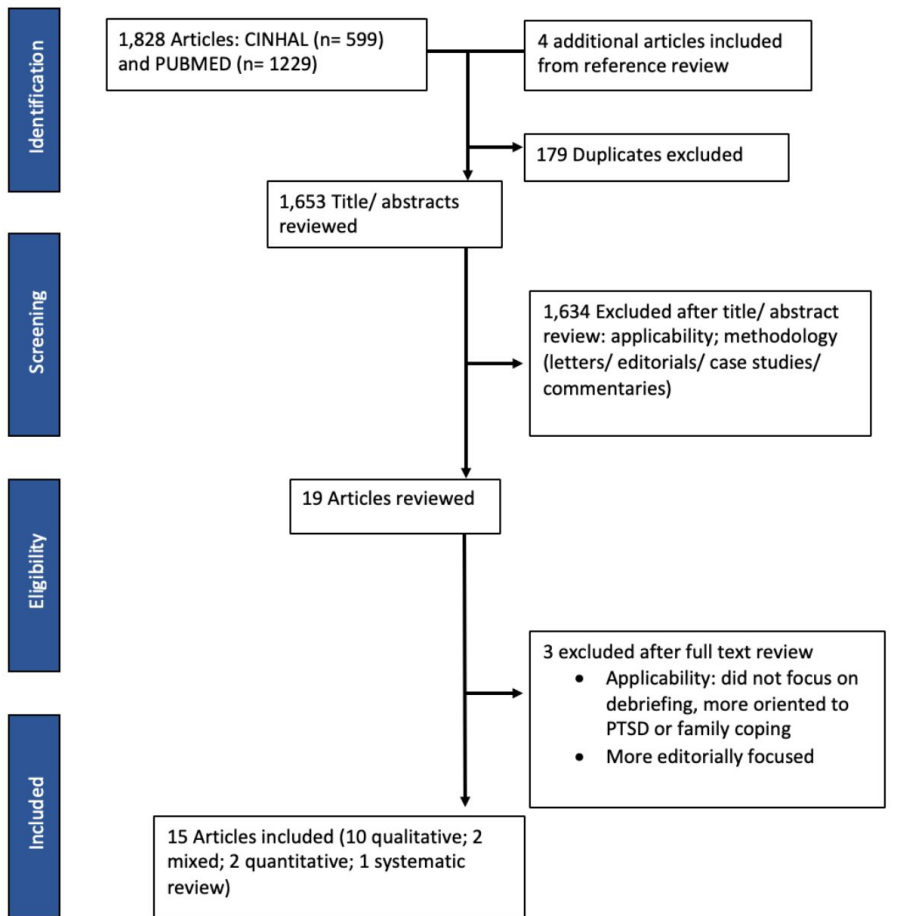 Identification
1,828 Articles: CINHAL (n= 599)
and PUBMED (n= 1229)
4 additional articles included
from reference review
179 Duplicates excluded
1,653 Title/ abstracts
reviewed
Screening
1,634 Excluded after title/ abstract
review: applicability; methodology
(letters/ editorials/ case studies/
commentaries)
19 Articles reviewed
Eligibility
3 excluded after full text review
• Applicability: did not focus on
debriefing, more oriented to
PTSD or family coping
• More editorially focused
Included
15 Articles included (10 qualitative; 2
mixed; 2 quantitative; 1 systematic
review)